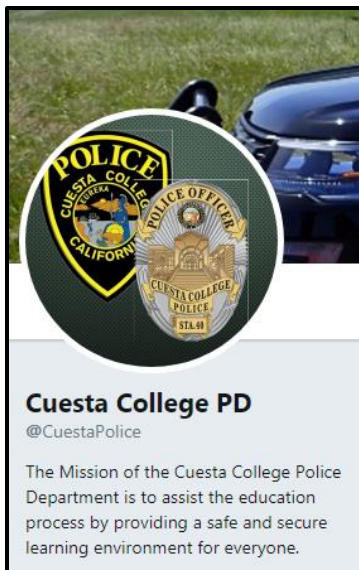 POLICE
CUESTA COLLEGE
EUREKA
CALIFORNIA
POLICE OFFICER
CUESTA COLLEGE
POLICE
STA. 40
Cuesta College PD
@CuestaPolice
The Mission of the Cuesta College Police
Department is to assist the education
process by providing a safe and secure
learning environment for everyone.